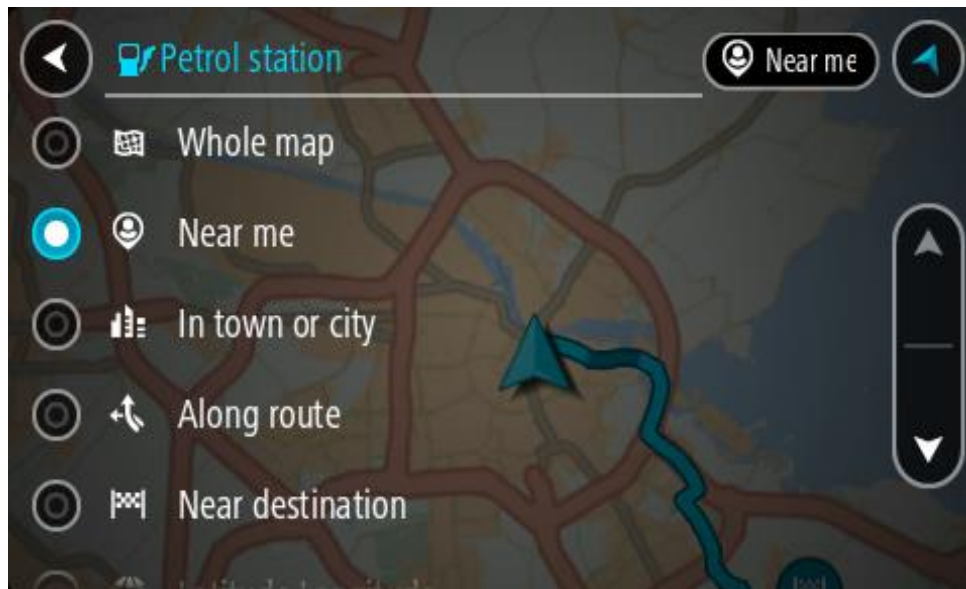 Petrol station
Near me
Whole map
Near me
In town or city
Along route
Near destination